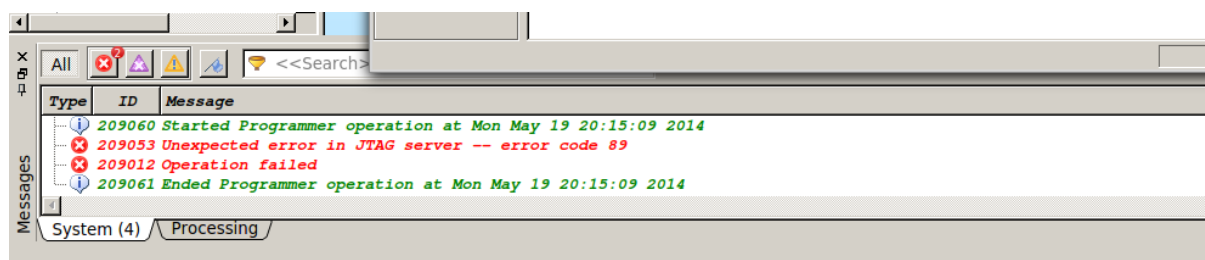 2
All
<<Search>
Type ID Message
209060 Started Programmer operation at Mon May 19 20:15:09 2014
209053 Unexpected error in JTAG server -- error code 89
209012 Operation failed
209061 Ended Programmer operation at Mon May 19 20:15:09 2014
Messages
System (4) Processing